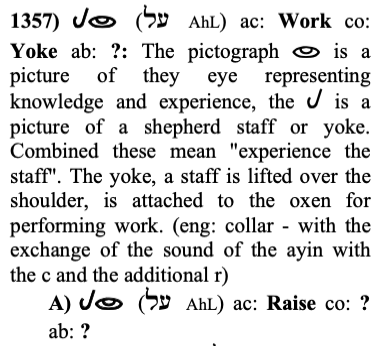 1357) (על AhL) ac: Work co:
Yoke ab: ?: The pictograph is a
picture of they eye representing
knowledge and experience, the is a
picture of a shepherd staff or yoke.
Combined these mean "experience the
staff". The yoke, a staff is lifted over the
shoulder, is attached to the oxen for
performing work. (eng: collar - with the
exchange of the sound of the ayin with
the c and the additional r)
A) (על AhL) ac: Raise co: ?
ab: ?